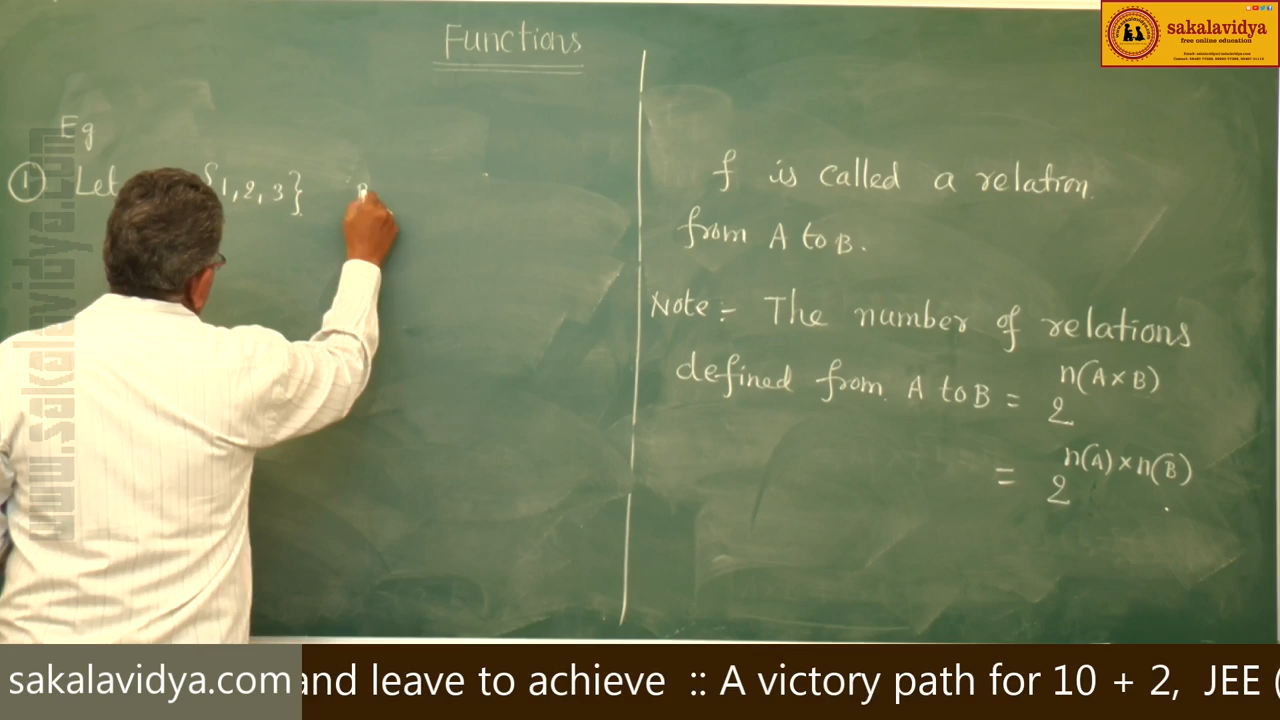 Functions
Eg
① Let {1, 2, 3}
f is called a relation
from A to B.
Note :- The number of relations
defined from A to B = 2^n(A×B)
= 2^n(A)×n(B)
sakalavidya
free online education
www.sakalavidya.com
sakalavidya.com and leave to achieve :: A victory path for 10 + 2, JEE (